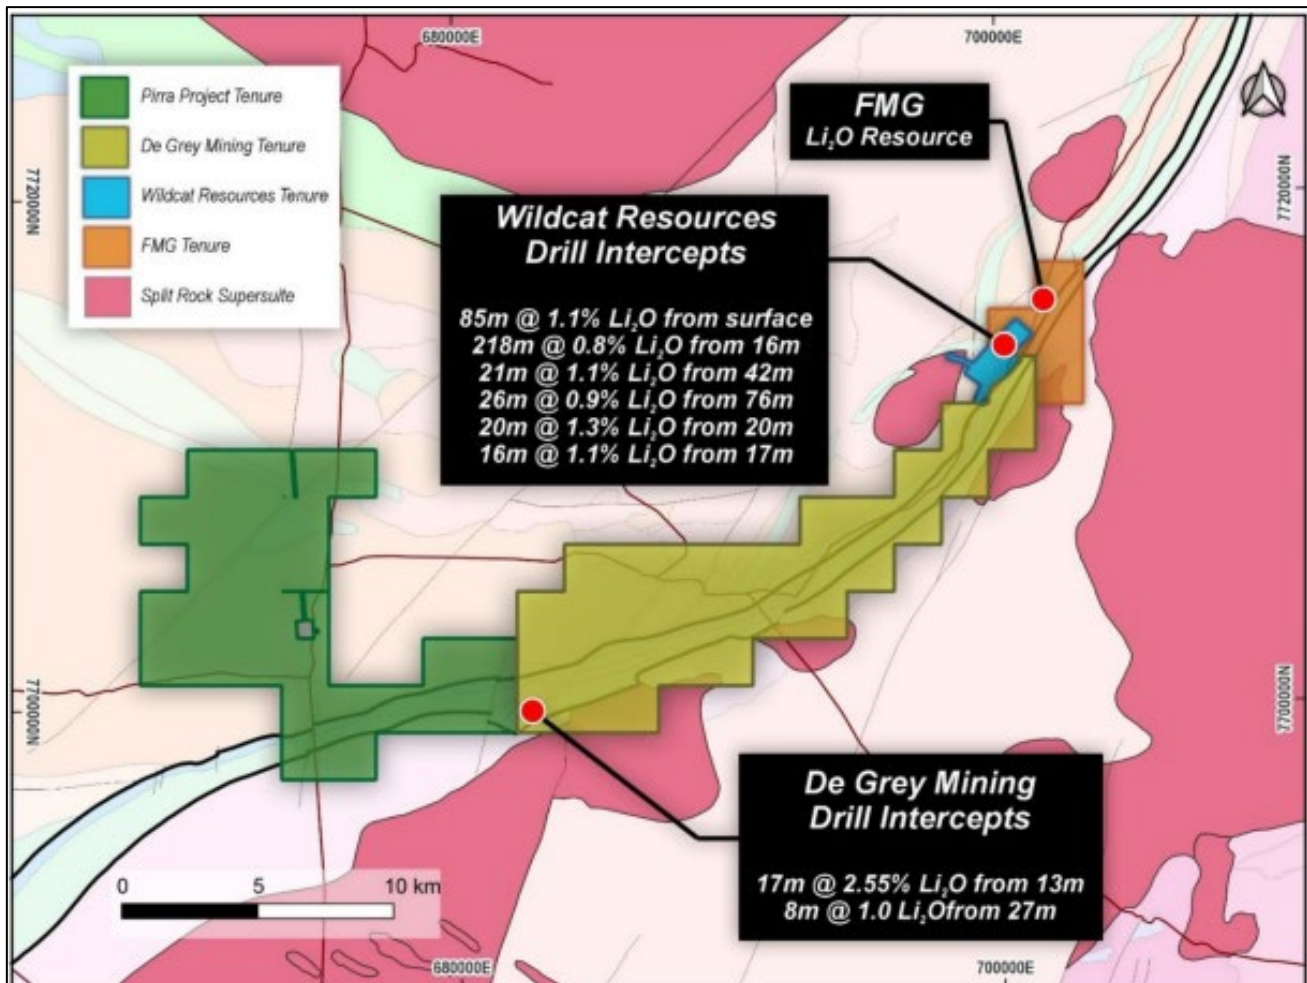 680000E
700000E
Pirra Project Tenure
De Grey Mining Tenure
Wildcat Resources Tenure
FMG Tenure
Split Rock Supersuite
FMG
Li₂O Resource
7720000N
7720000N
Wildcat Resources
Drill Intercepts
85m @ 1.1% Li₂O from surface
218m @ 0.8% Li₂O from 16m
21m @ 1.1% Li₂O from 42m
26m @ 0.9% Li₂O from 76m
20m @ 1.3% Li₂O from 20m
16m @ 1.1% Li₂O from 17m
7700000N
7700000N
De Grey Mining
Drill Intercepts
17m @ 2.55% Li₂O from 13m
8m @ 1.0 Li₂Ofrom 27m
0 5 10 km
680000E
700000E